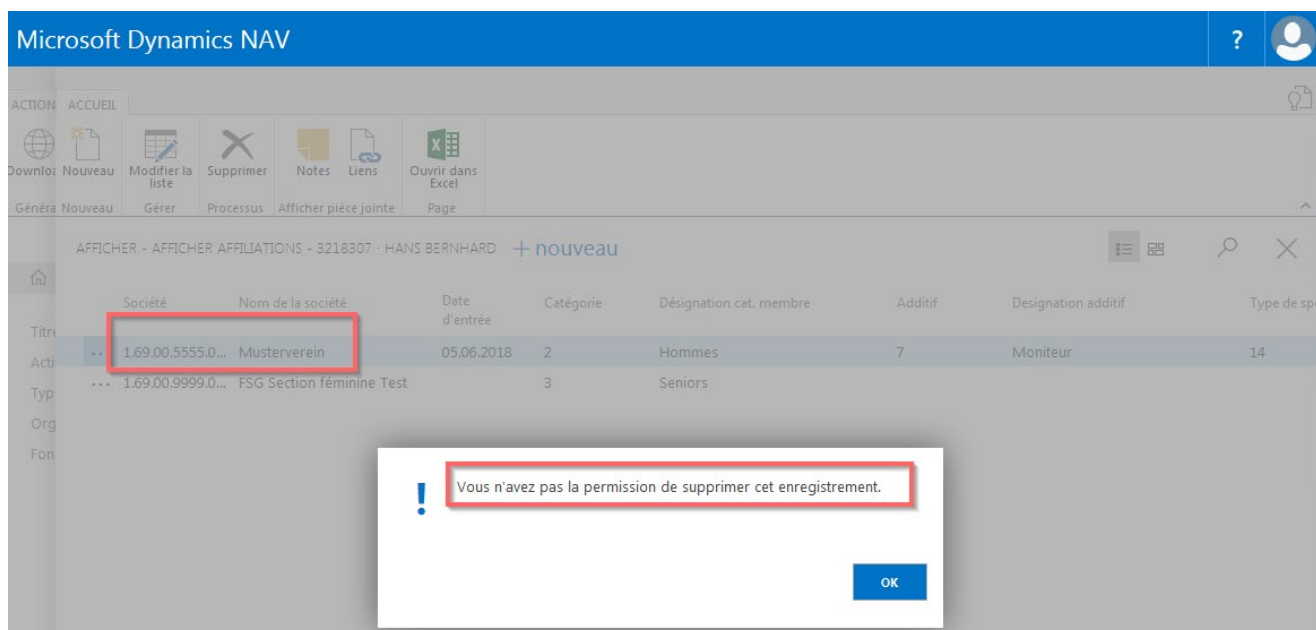 Microsoft Dynamics NAV
?
ACTION ACCUEIL
Nouveau Modifier la liste Supprimer Notes Liens Ouvrir dans Excel
Généra Nouveau Gérer Processus Afficher pièce jointe Page
AFFICHER - AFFICHER AFFILIATIONS - 3218307 · HANS BERNHARD + nouveau
Société Nom de la société Date d'entrée Catégorie Désignation cat. membre Additif Designation additif Type de sp
Titre
1.69.00.5555.0... Musterverein 05.06.2018 2 Hommes 7 Moniteur 14
Acti
... 1.69.00.9999.0... FSG Section féminine Test 3 Seniors
Typ
Org
Fon
! Vous n'avez pas la permission de supprimer cet enregistrement.
OK